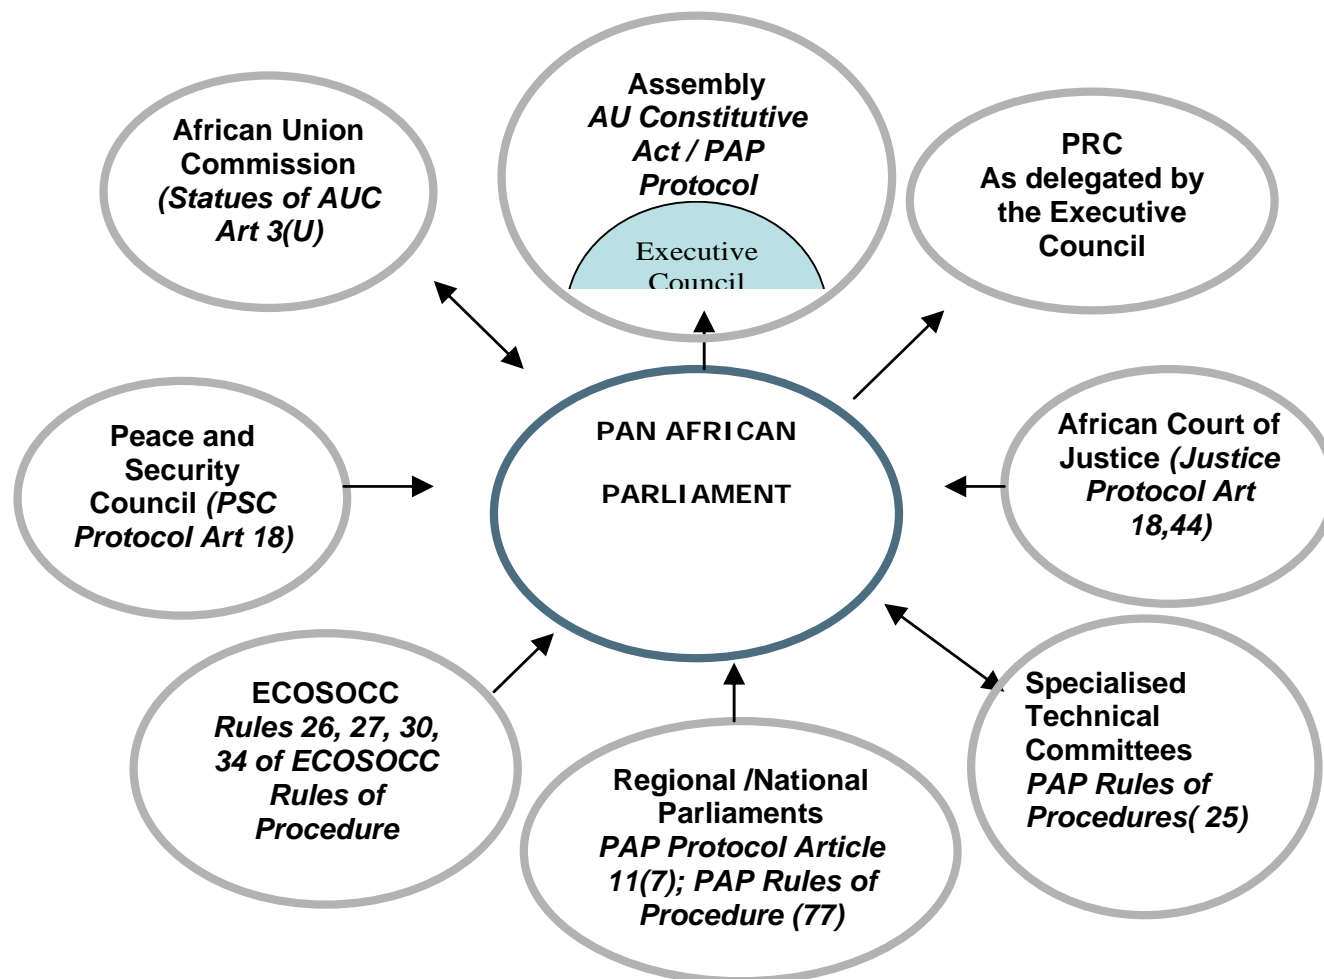 Assembly
AU Constitutive
Act / PAP
Protocol
Executive
Council
African Union
Commission
(Statues of AUC
Art 3(U)
PRC
As delegated by
the Executive
Council
Peace and
Security
Council (PSC
Protocol Art 18)
PAN AFRICAN
PARLIAMENT
African Court of
Justice (Justice
Protocol Art
18,44)
ECOSOCC
Rules 26, 27, 30,
34 of ECOSOCC
Rules of
Procedure
Regional /National
Parliaments
PAP Protocol Article
11(7); PAP Rules of
Procedure (77)
Specialised
Technical
Committees
PAP Rules of
Procedures( 25)